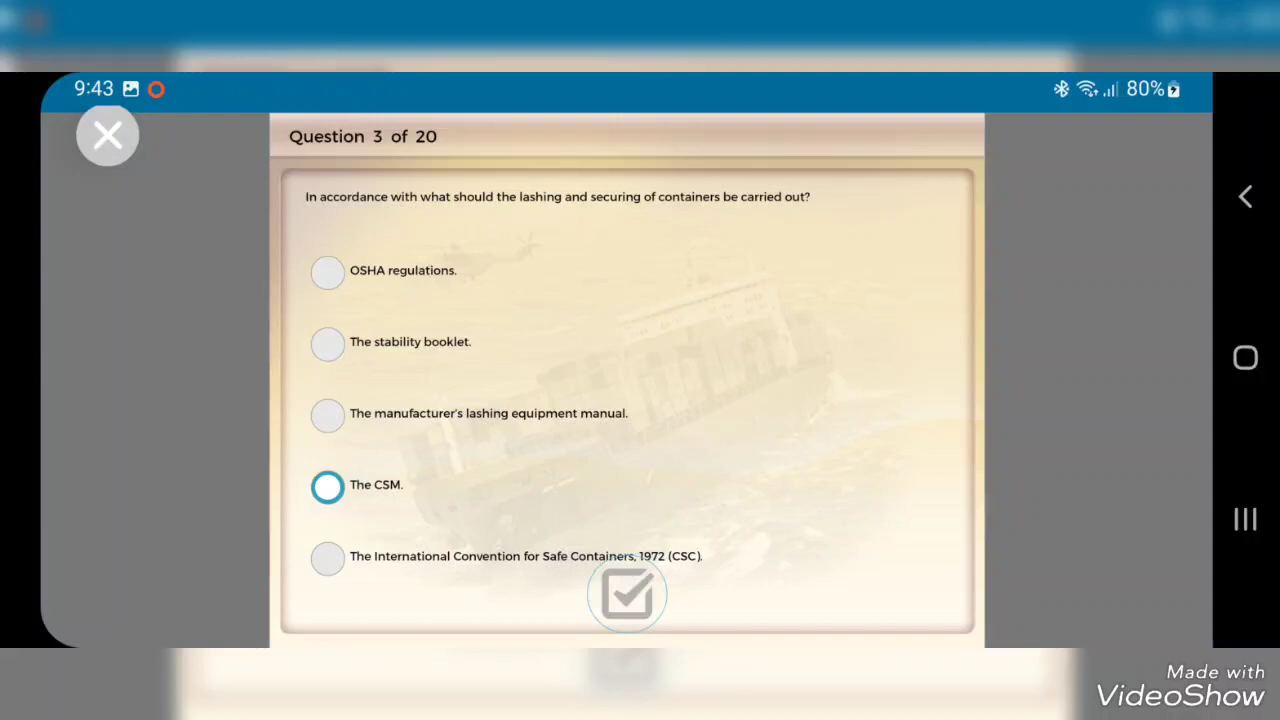 9:43
80%
Question 3 of 20
In accordance with what should the lashing and securing of containers be carried out?
OSHA regulations.
The stability booklet.
The manufacturer's lashing equipment manual.
The CSM.
The International Convention for Safe Containers, 1972 (CSC).
Made with
VideoShow